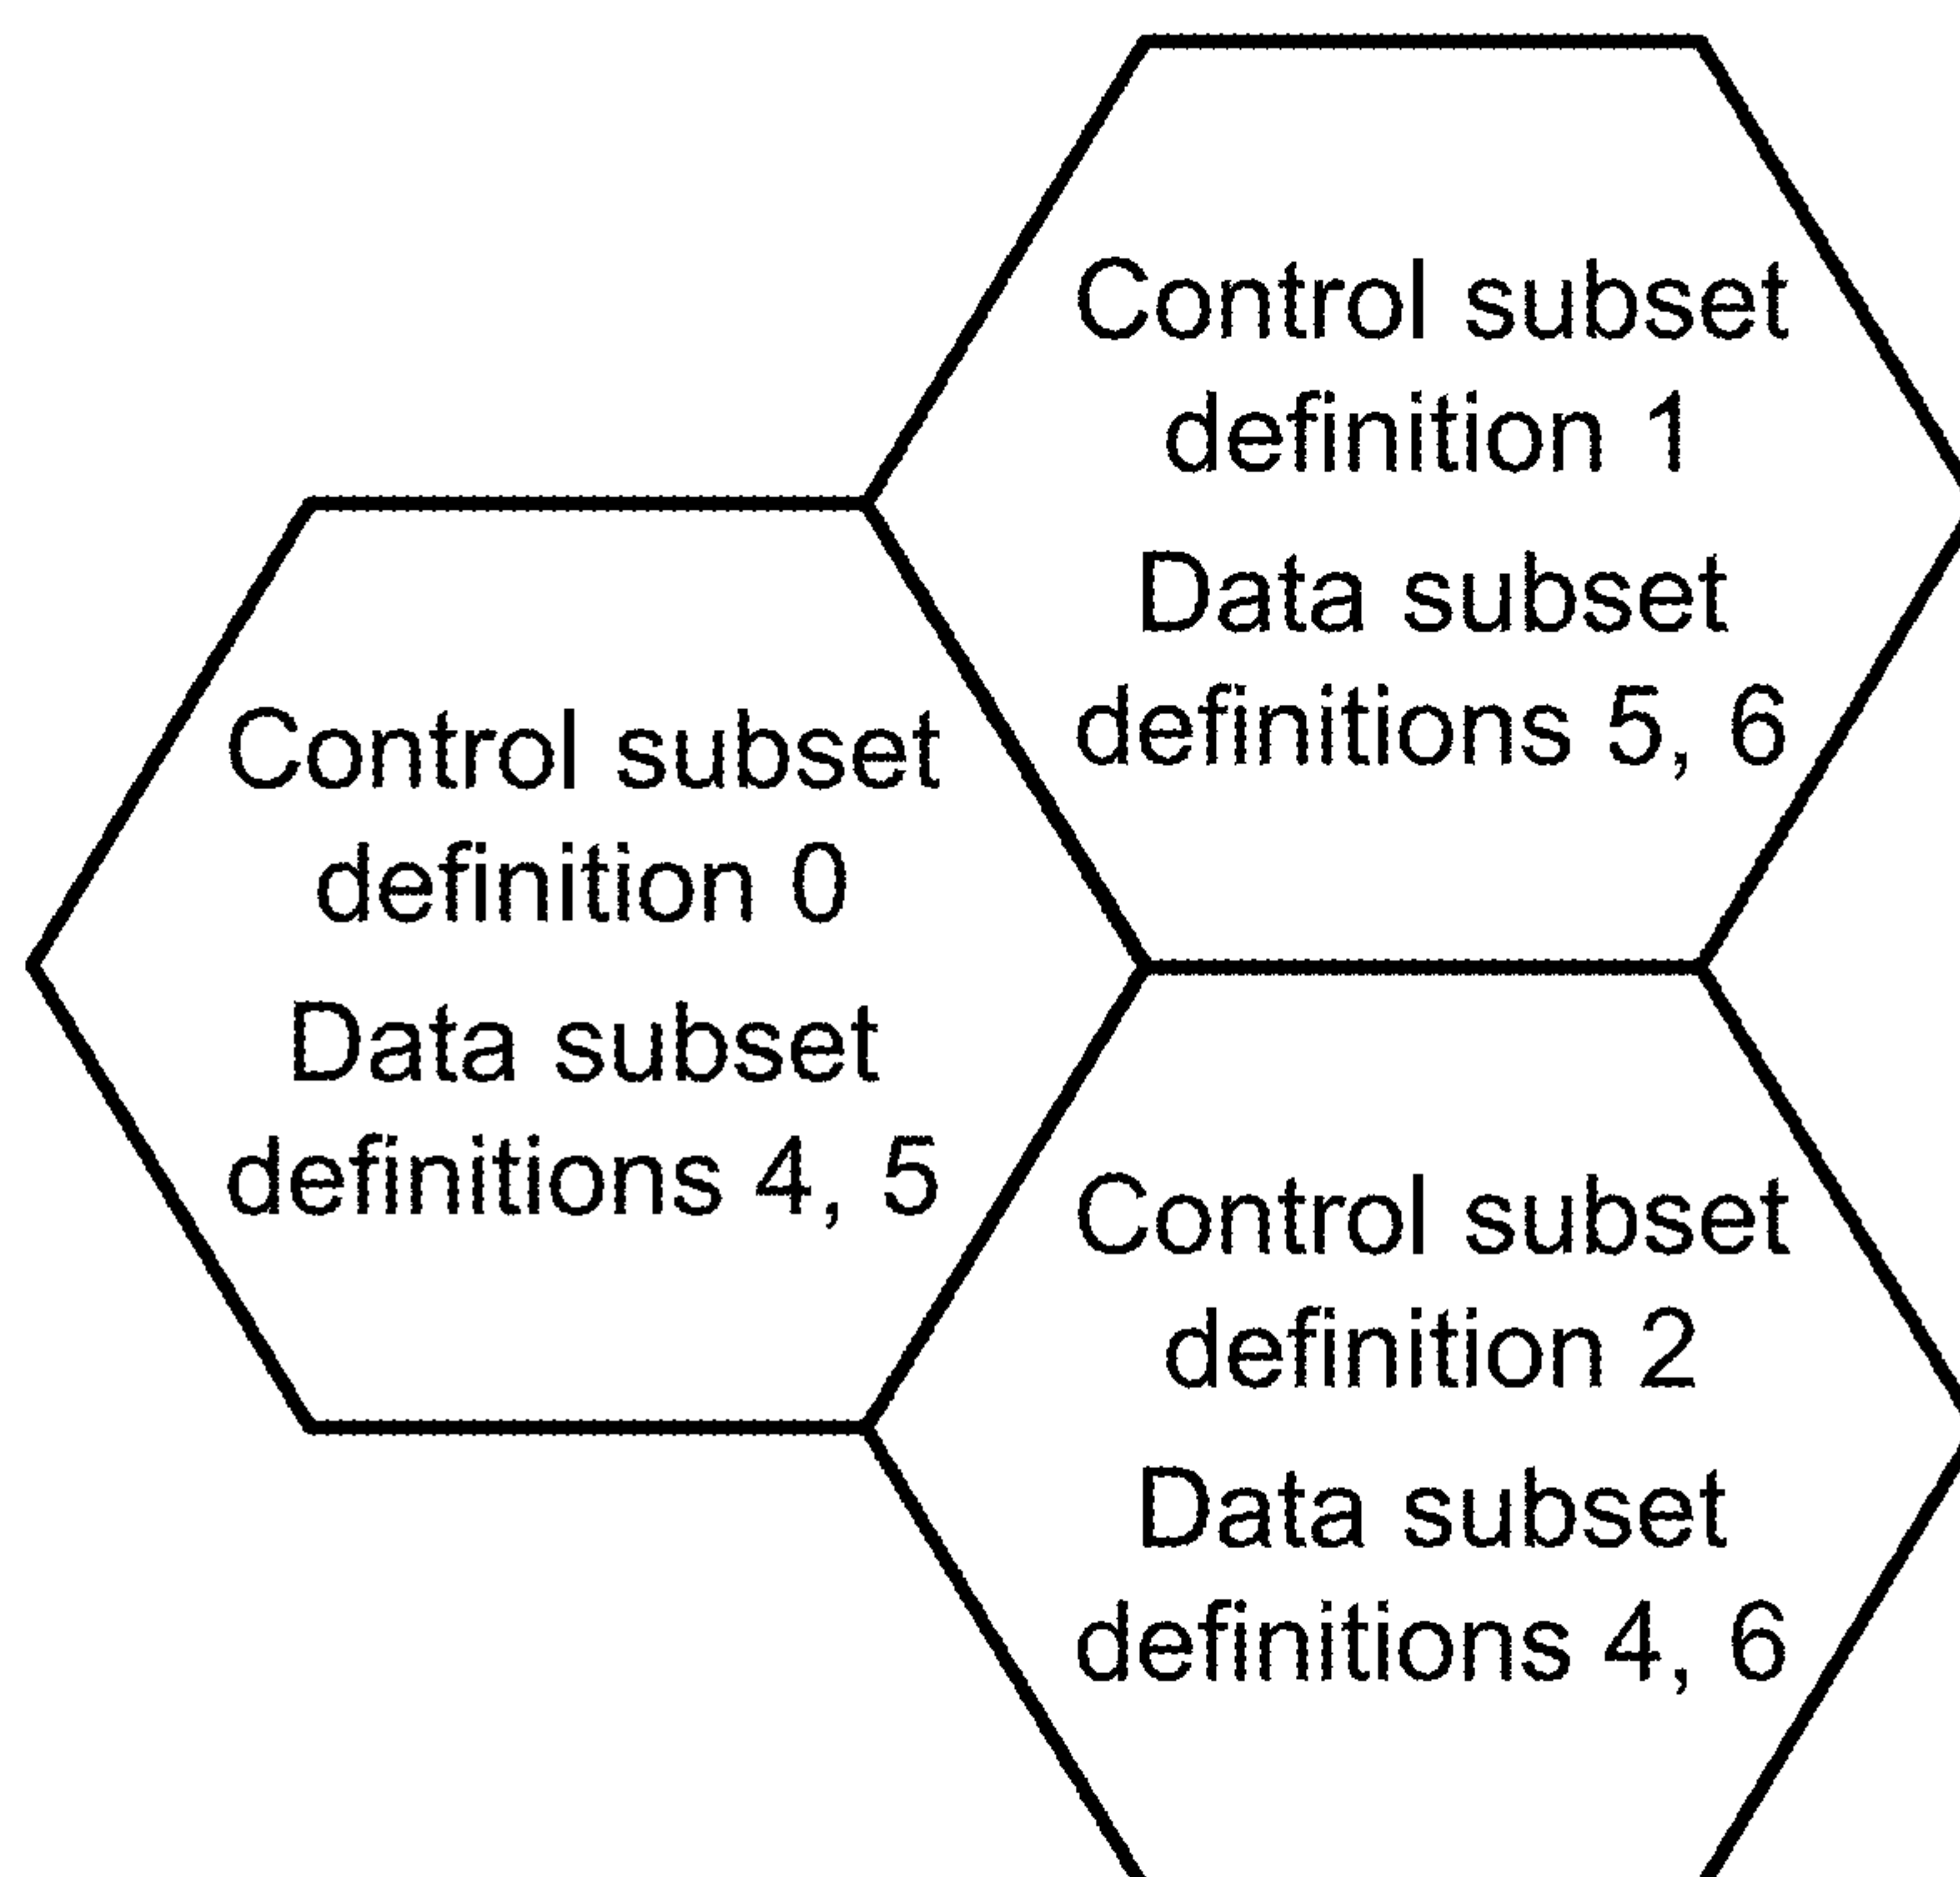 Control subset
definition 1
Data subset
definitions 5, 6
Control subset
definition 0
Data subset
definitions 4, 5
Control subset
definition 2
Data subset
definitions 4, 6